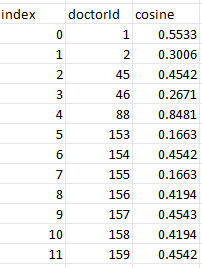 index doctorId cosine
0 1 0.5533
1 2 0.3006
2 45 0.4542
3 46 0.2671
4 88 0.8481
5 153 0.1663
6 154 0.4542
7 155 0.1663
8 156 0.4194
9 157 0.4543
10 158 0.4194
11 159 0.4542